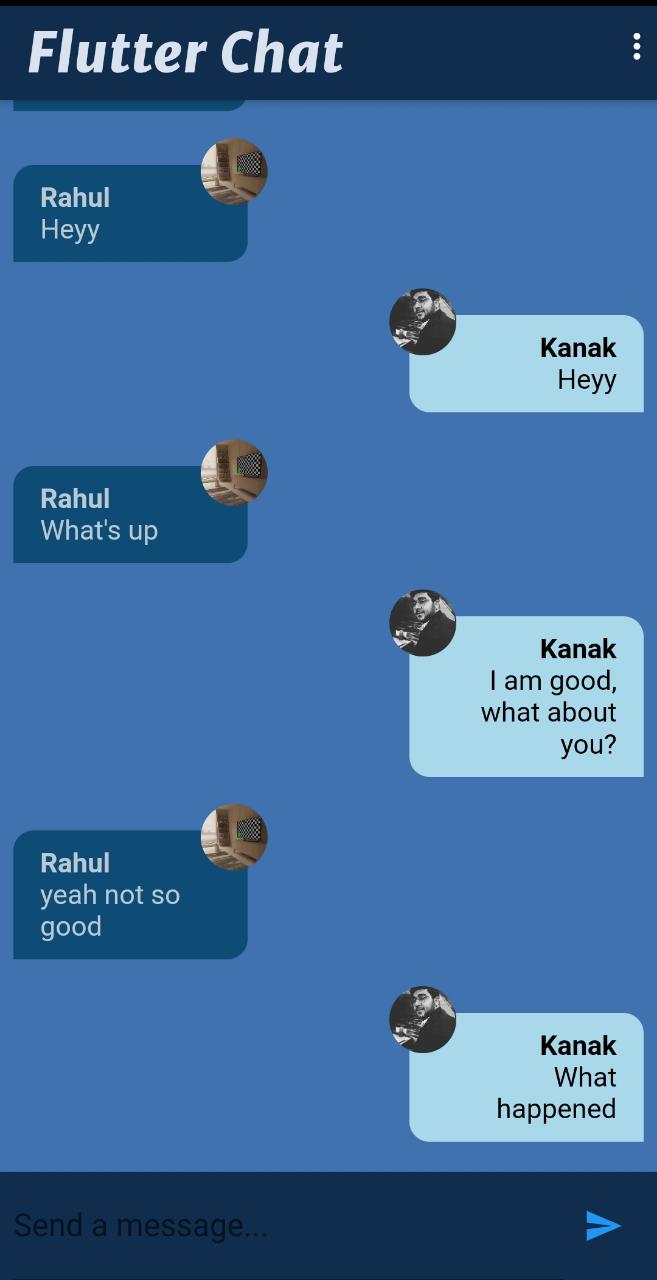 Flutter Chat
Rahul
Heyy
Kanak
Heyy
Rahul
What's up
Kanak
I am good,
what about
you?
Rahul
yeah not so
good
Kanak
What
happened
Send a message...